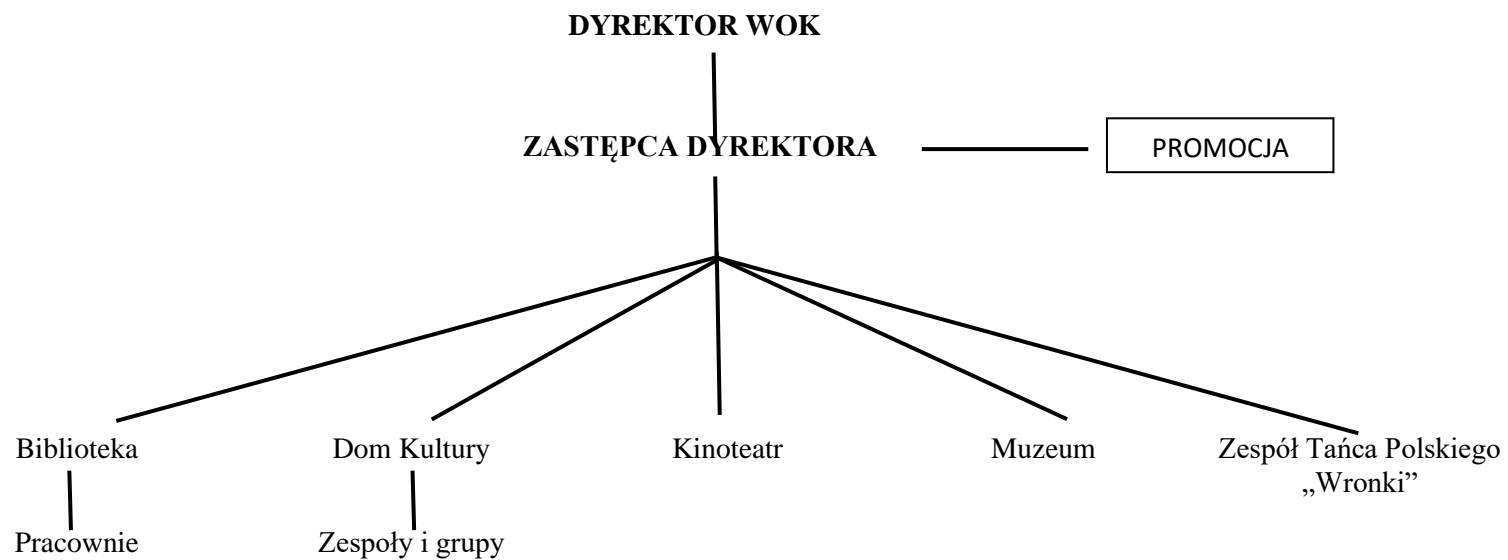 DYREKTOR WOK
ZASTĘPCA DYREKTORA
PROMOCJA
Biblioteka
Dom Kultury
Kinoteatr
Muzeum
Zespół Tańca Polskiego
„Wronki”
Pracownie
Zespoły i grupy